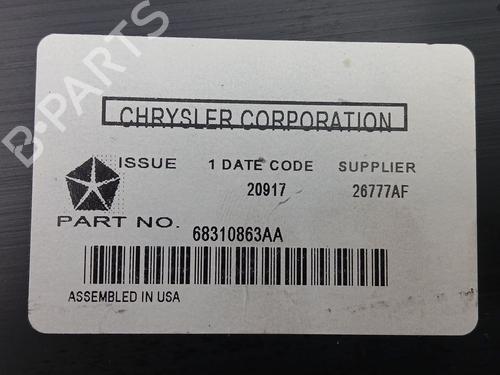 CHRYSLER CORPORATION
ISSUE 1 DATE CODE SUPPLIER
20917 26777AF
PART NO. 68310863AA
ASSEMBLED IN USA
B-PARTS